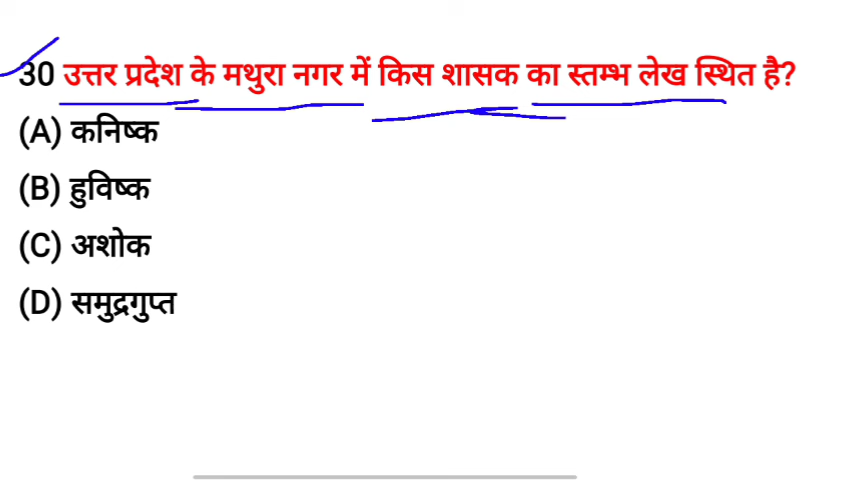 30 उत्तर प्रदेश के मथुरा नगर में किस शासक का स्तम्भ लेख स्थित है?
(A) कनिष्क
(B) हुविष्क
(C) अशोक
(D) समुद्रगुप्त